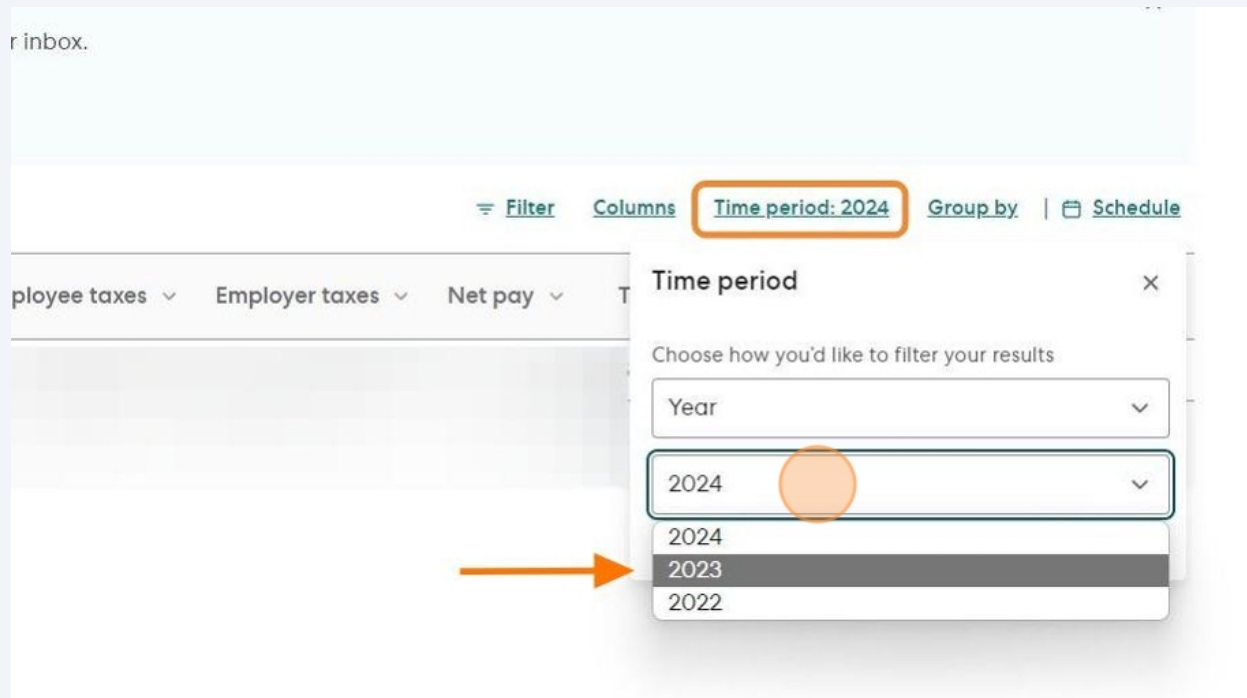 r inbox.
Filter Columns Time period: 2024 Group by | Schedule
ployee taxes Employer taxes Net pay T
Time period
Choose how you'd like to filter your results
Year
2024
2024
2023
2022